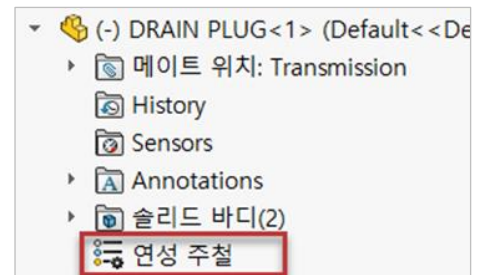 (-) DRAIN PLUG<1> (Default<<De
메이트 위치: Transmission
History
Sensors
Annotations
솔리드 바디(2)
연성 주철